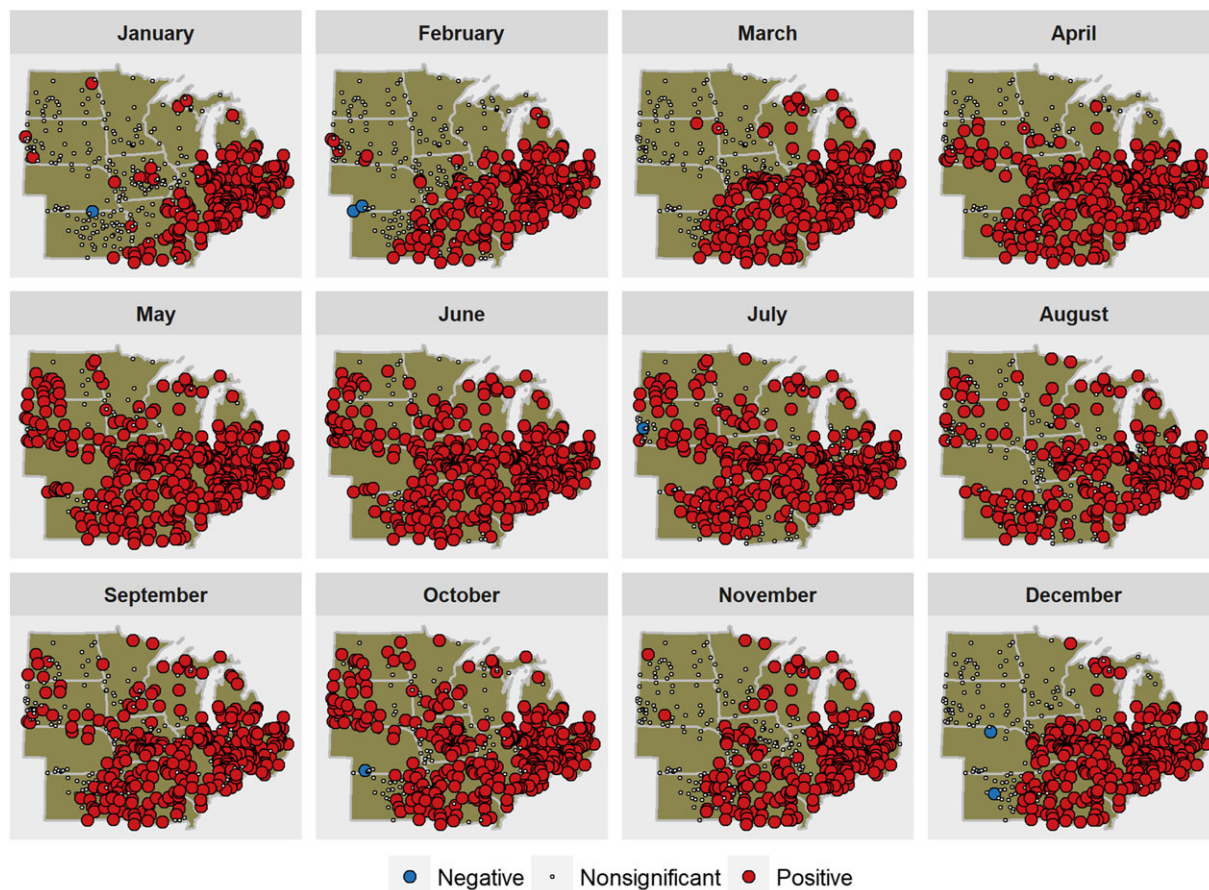 January February March April
May June July August
September October November December
Negative Nonsignificant Positive